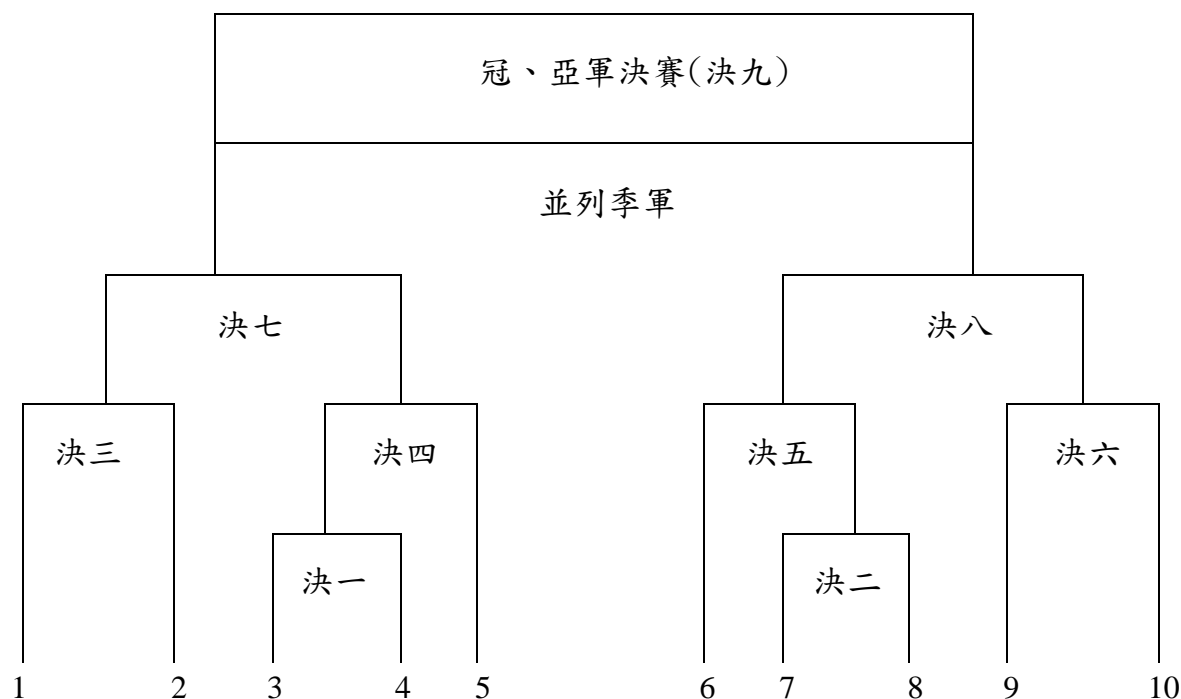 冠、亞軍決賽(決九)
並列季軍
決七 決八
決三 決四 決五 決六
決一 決二
1 2 3 4 5 6 7 8 9 10